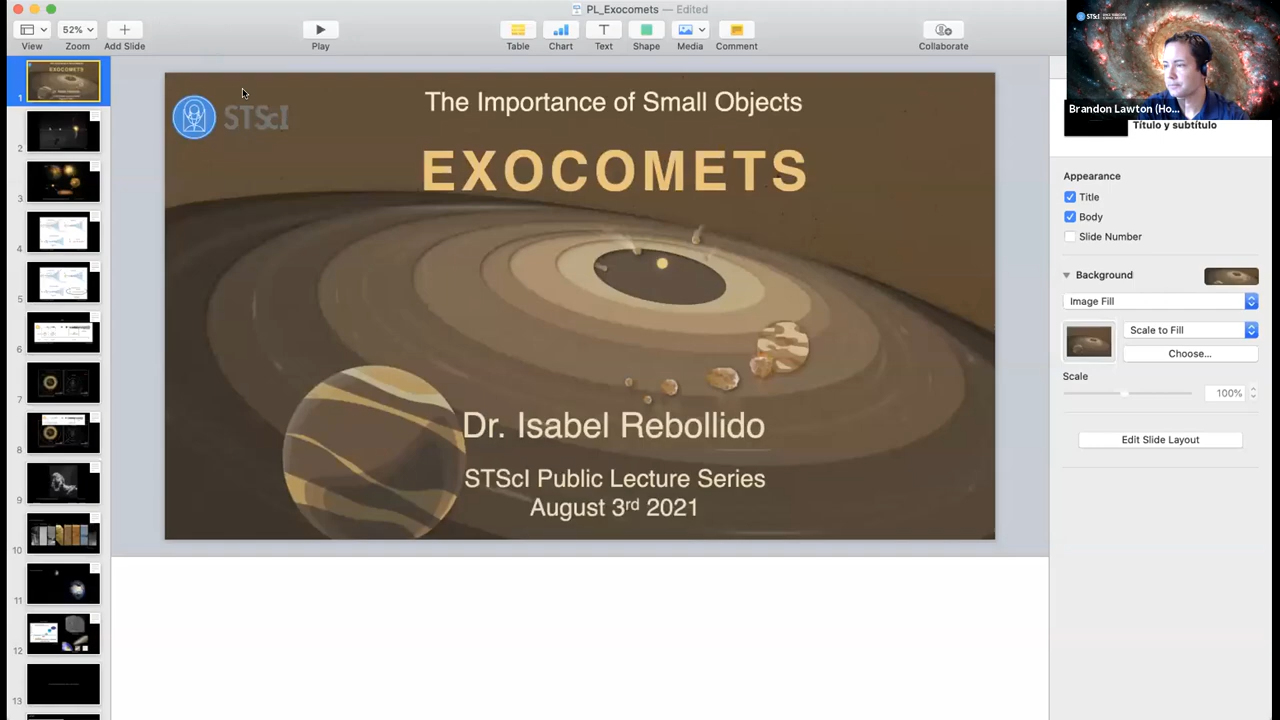 PL_Exocomets — Edited
52%
View
Zoom
Add Slide
Play
Table
Chart
Text
Shape
Media
Comment
Collaborate
STScI
Brandon Lawton (Ho...
Título y subtítulo
Appearance
Title
Body
Slide Number
Background
Image Fill
Scale to Fill
Choose...
Scale
100%
Edit Slide Layout
STScI
The Importance of Small Objects
EXOCOMETS
Dr. Isabel Rebollido
STScI Public Lecture Series
August 3rd 2021
1
EXOCOMETS
2
3
4
5
6
7
8
9
10
11
12
13